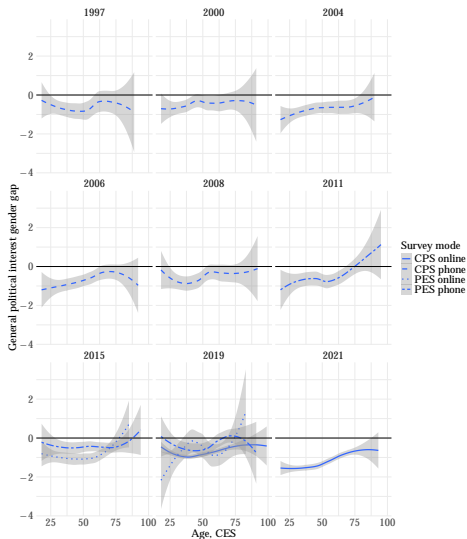 1997 2000 2004
2
0
−2
−4
2006 2008 2011
2
0
−2
−4
2015 2019 2021
2
0
−2
−4
25 50 75 100 25 50 75 100 25 50 75 100
Age, CES
General political interest gender gap
Survey mode
CPS online
CPS phone
PES online
PES phone